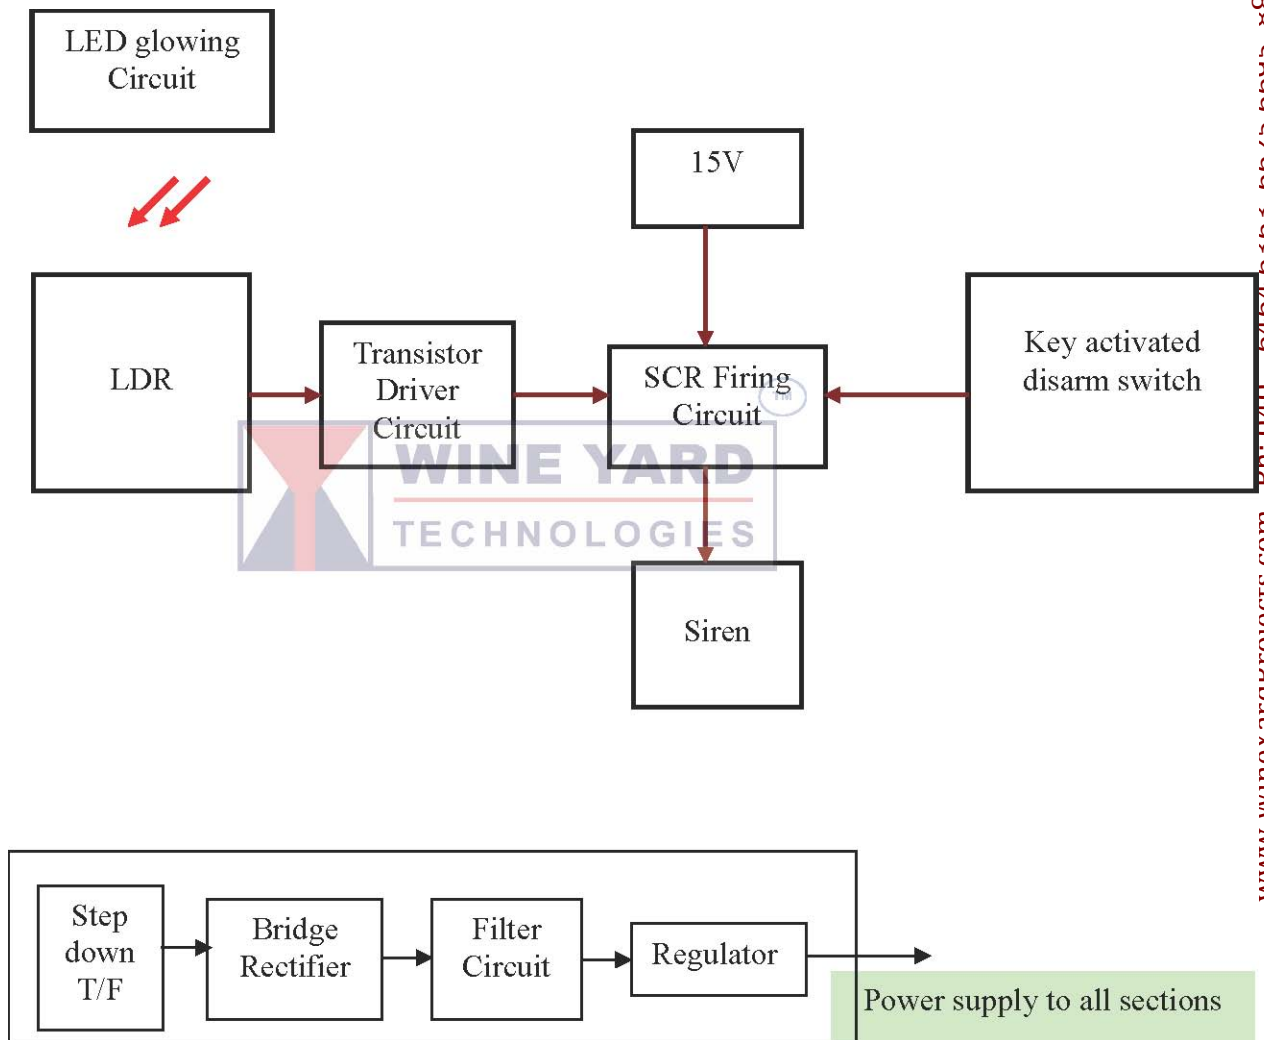 LED glowing
Circuit
15V
LDR
Transistor
Driver
Circuit
SCR Firing
Circuit
TM
Key activated
disarm switch
WINE YARD
TECHNOLOGIES
Siren
Step
down
T/F
Bridge
Rectifier
Filter
Circuit
Regulator
Power supply to all sections